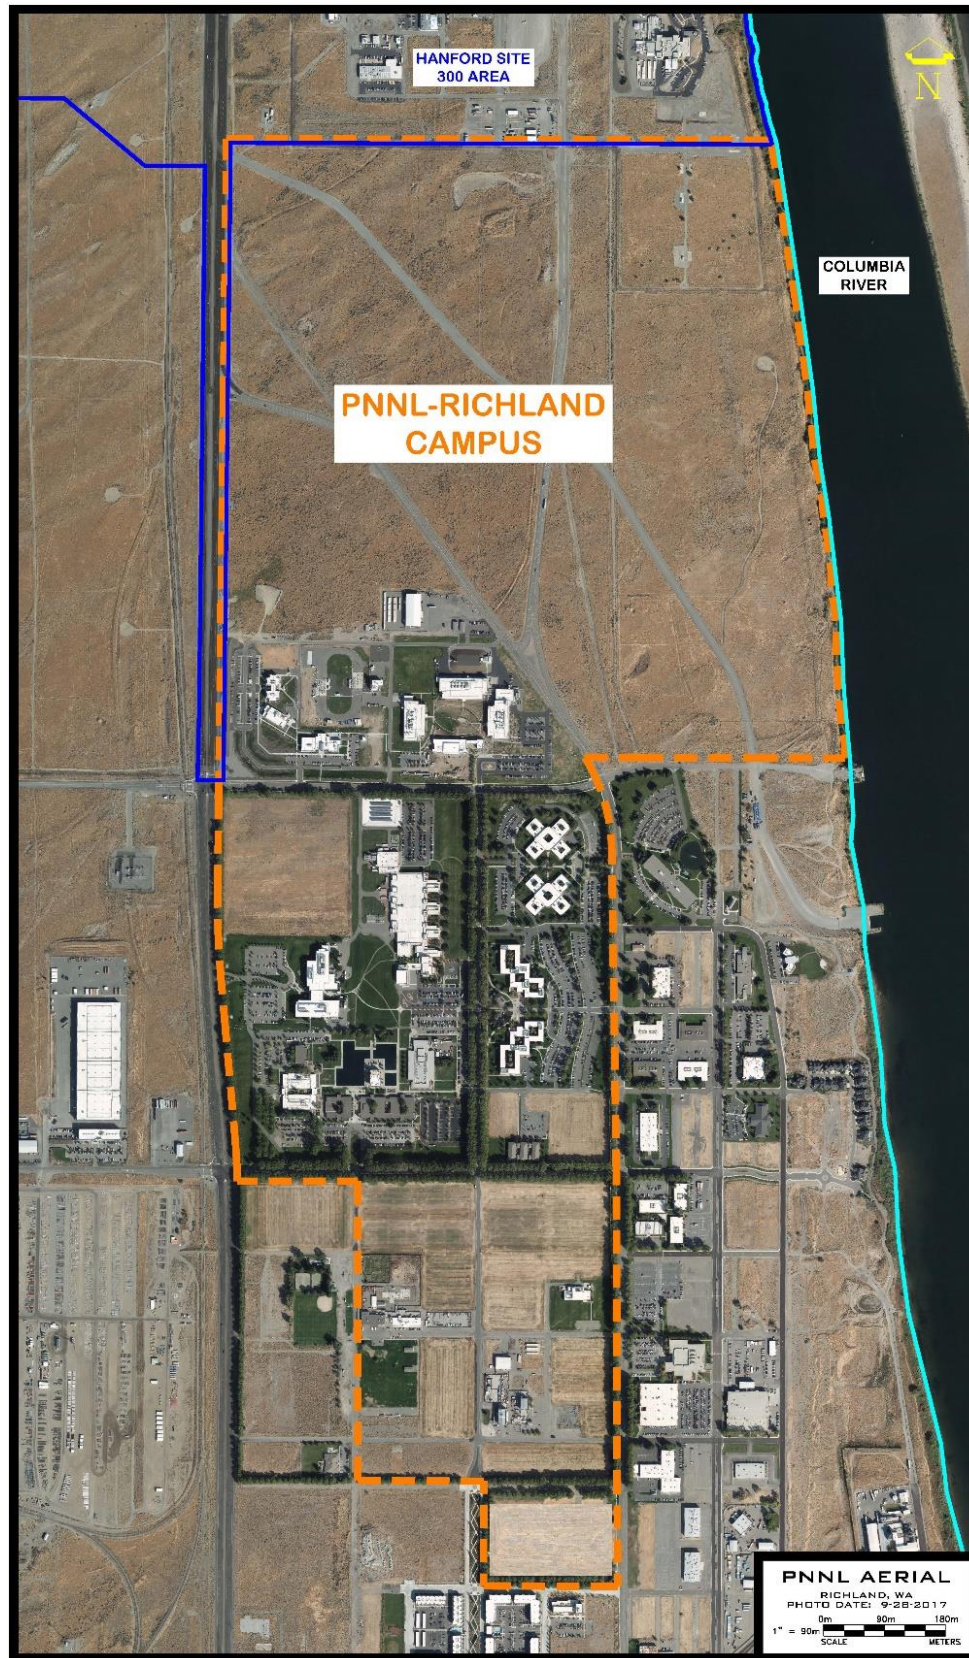 HANFORD SITE
300 AREA
N
COLUMBIA
RIVER
PNNL-RICHLAND
CAMPUS
PNNL AERIAL
RICHLAND, WA
PHOTO DATE: 9-28-2017
0m 90m 180m
1" = 90m
SCALE METERS